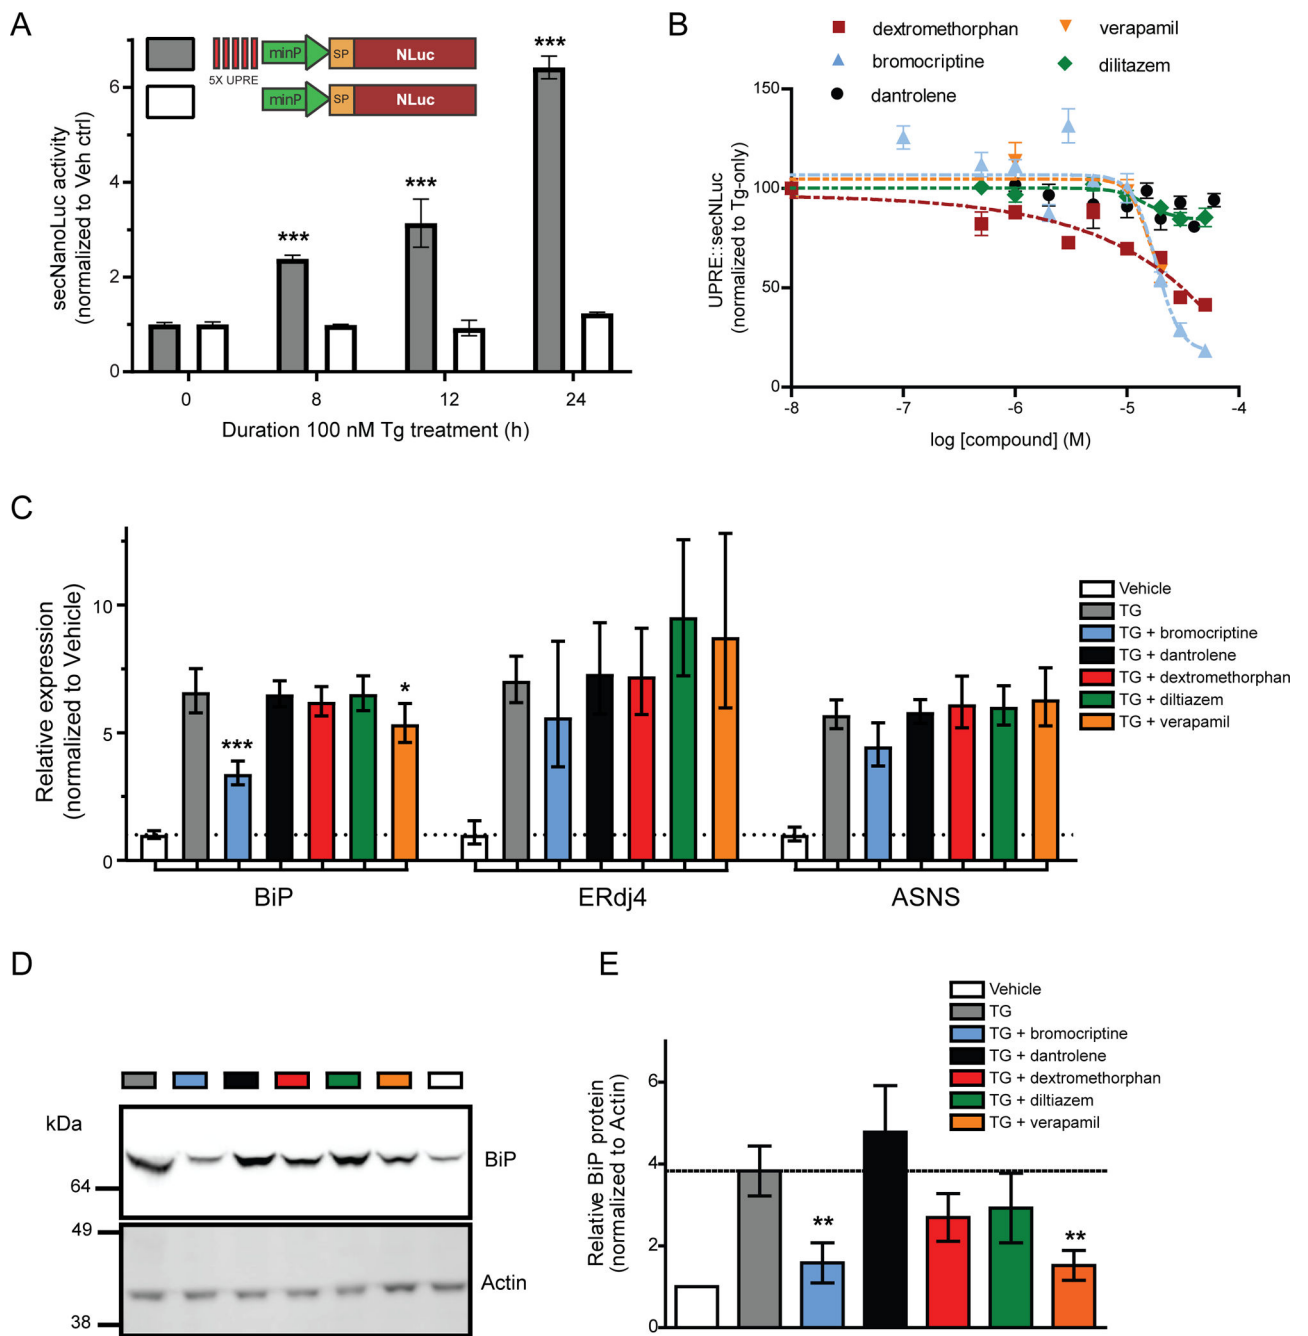 A
secNanoLuc activity
(normalized to Veh ctrl)
6
4
2
1
0
5X UPRE
minP
SP
NLuc
minP
SP
NLuc
***
***
***
0
8
12
24
Duration 100 nM Tg treatment (h)
B
dextromethorphan
bromocriptine
dantrolene
verapamil
dilitazem
UPRE::secNLuc
(normalized to Tg-only)
150
100
50
0
-8
-7
-6
-5
-4
log [compound] (M)
C
Relative expression
(normalized to Vehicle)
10
5
0
***
*
BiP
ERdj4
ASNS
Vehicle
TG
TG + bromocriptine
TG + dantrolene
TG + dextromethorphan
TG + diltiazem
TG + verapamil
D
kDa
64
49
38
BiP
Actin
E
Vehicle
TG
TG + bromocriptine
TG + dantrolene
TG + dextromethorphan
TG + diltiazem
TG + verapamil
Relative BiP protein
(normalized to Actin)
6
4
2
0
**
**